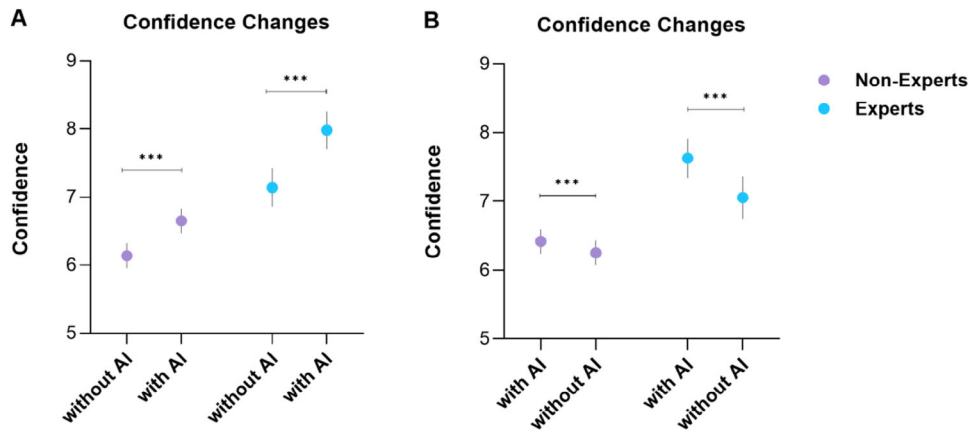 A
Confidence Changes
Confidence
9
8
7
6
5
***
***
without AI
with AI
without AI
with AI
B
Confidence Changes
Confidence
9
8
7
6
5
***
***
with AI
without AI
with AI
without AI
Non-Experts
Experts